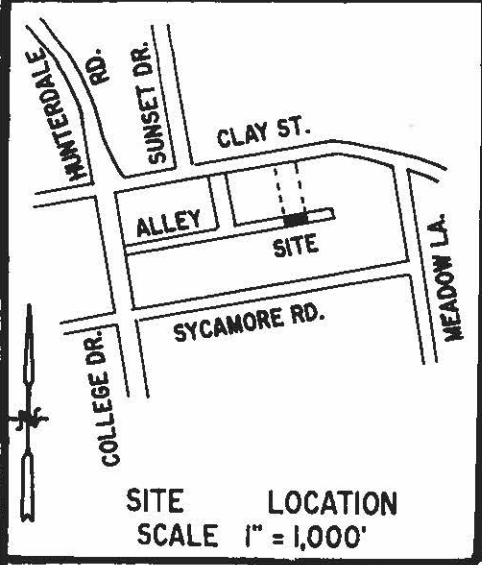 HUNTERDALE
RD.
SUNSET DR.
CLAY ST.
ALLEY
SITE
MEADOW LA.
SYCAMORE RD.
COLLEGE DR.
N
SITE LOCATION
SCALE 1" = 1,000'